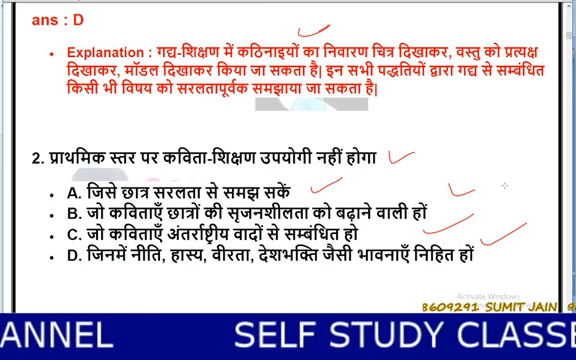 ans : D
Explanation : गद्य-शिक्षण में कठिनाइयों का निवारण चित्र दिखाकर, वस्तु को प्रत्यक्ष
दिखाकर, मॉडल दिखाकर किया जा सकता है| इन सभी पद्धतियों द्वारा गद्य से सम्बंधित
किसी भी विषय को सरलतापूर्वक समझाया जा सकता है|
2. प्राथमिक स्तर पर कविता-शिक्षण उपयोगी नहीं होगा
A. जिसे छात्र सरलता से समझ सकें
B. जो कविताएँ छात्रों की सृजनशीलता को बढ़ाने वाली हों
C. जो कविताएँ अंतर्राष्ट्रीय वादों से सम्बंधित हो
D. जिनमें नीति, हास्य, वीरता, देशभक्ति जैसी भावनाएँ निहित हों
Activate Windows
8609291 SUMIT JAIN
ANNEL SELF STUDY CLASSE